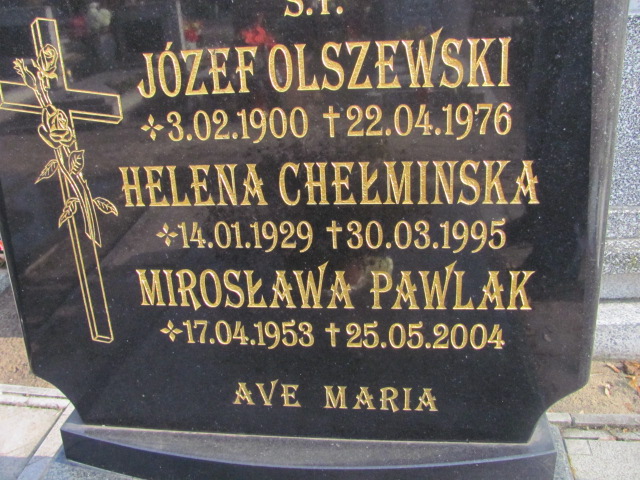 Ś.P.
JÓZEF OLSZEWSKI
3.02.1900 †22.04.1976
HELENA CHEŁMINSKA
14.01.1929 †30.03.1995
MIROSŁAWA PAWLAK
17.04.1953 †25.05.2004
AVE MARIA